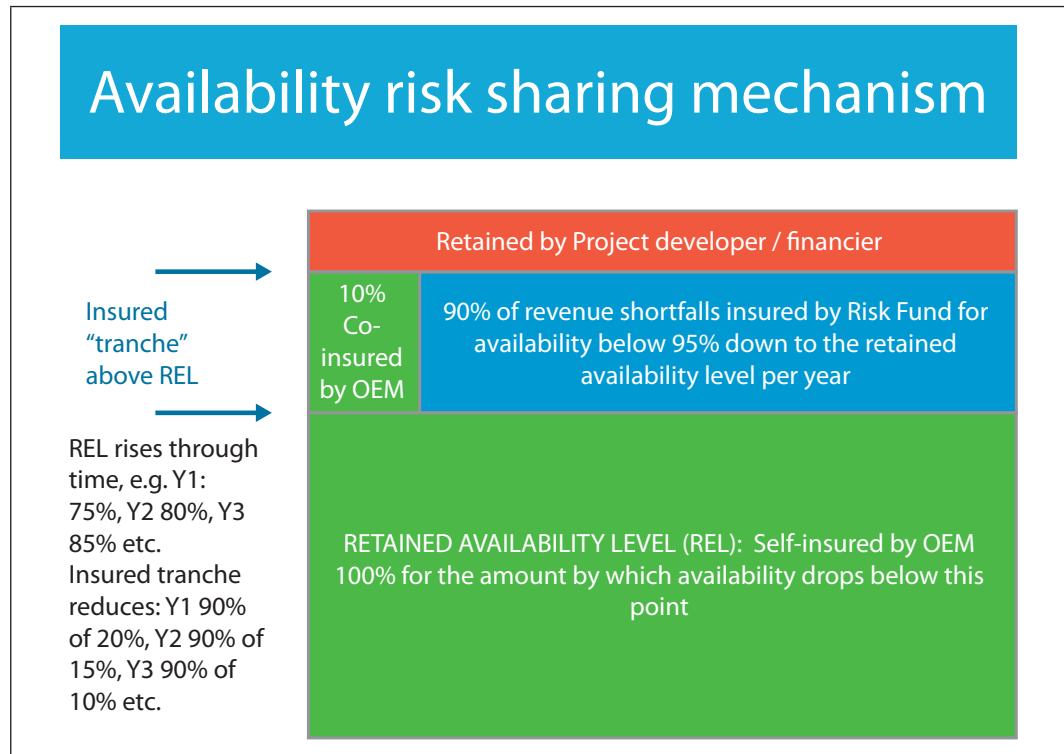 Availability risk sharing mechanism
Retained by Project developer / financier
Insured
“tranche”
above REL
10%
Co-
insured
by OEM
90% of revenue shortfalls insured by Risk Fund for
availability below 95% down to the retained
availability level per year
REL rises through
time, e.g. Y1:
75%, Y2 80%, Y3
85% etc.
Insured tranche
reduces: Y1 90%
of 20%, Y2 90% of
15%, Y3 90% of
10% etc.
RETAINED AVAILABILITY LEVEL (REL): Self-insured by OEM
100% for the amount by which availability drops below this
point